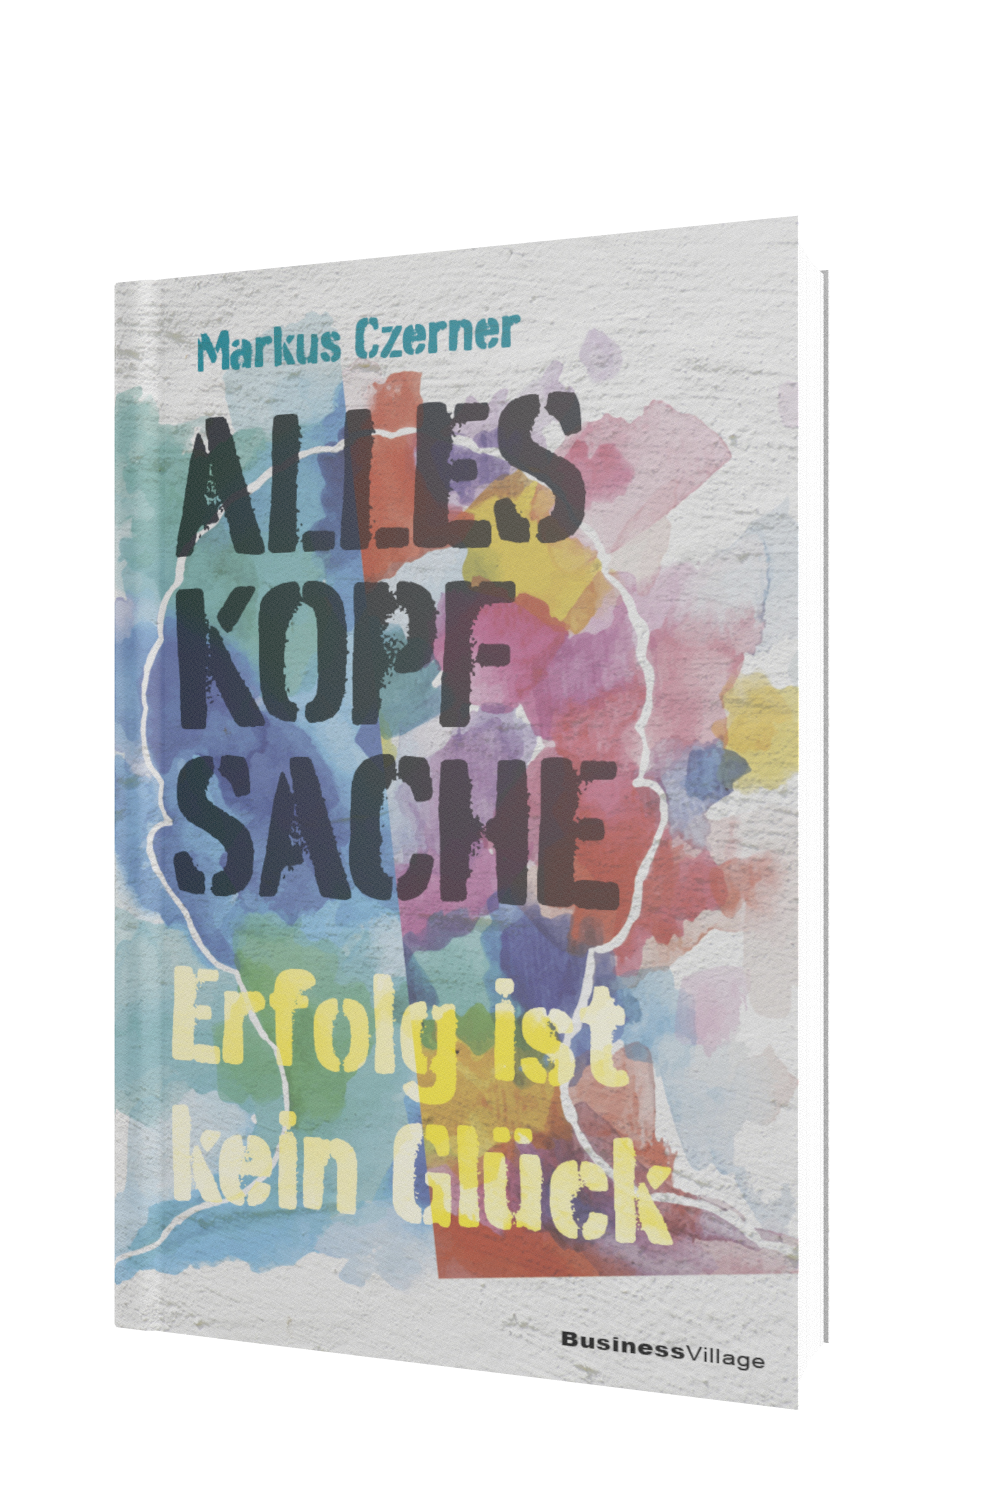 Markus Czerner
ALLES
KOPF
SACHE
Erfolg ist
kein Glück
BusinessVillage